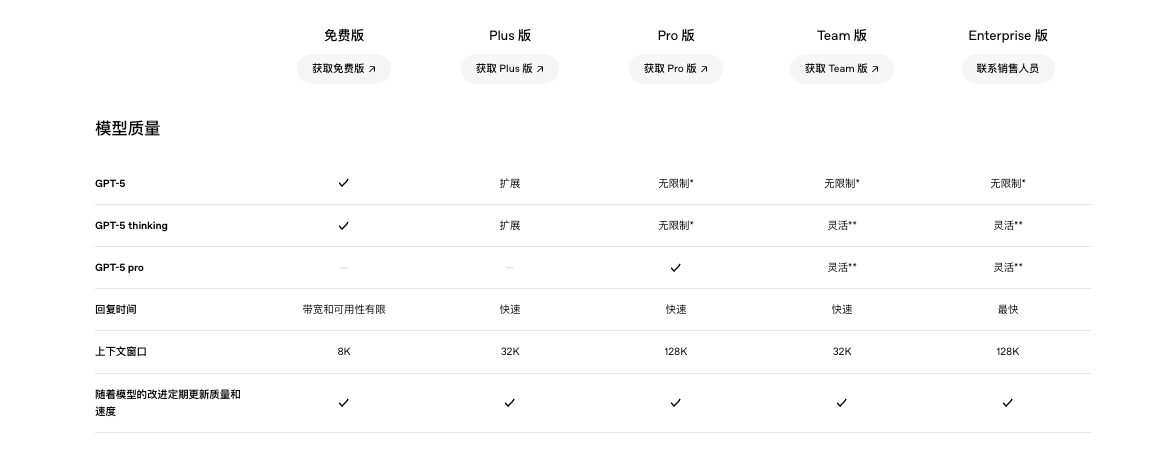 免费版 Plus 版 Pro 版 Team 版 Enterprise 版
获取免费版 ↗ 获取 Plus 版 ↗ 获取 Pro 版 ↗ 获取 Team 版 ↗ 联系销售人员
模型质量
GPT-5 ✓ 扩展 无限制* 无限制* 无限制*
GPT-5 thinking ✓ 扩展 无限制* 灵活** 灵活**
GPT-5 pro — — ✓ 灵活** 灵活**
回复时间 带宽和可用性有限 快速 快速 快速 最快
上下文窗口 8K 32K 128K 32K 128K
随着模型的改进定期更新质量和
速度 ✓ ✓ ✓ ✓ ✓